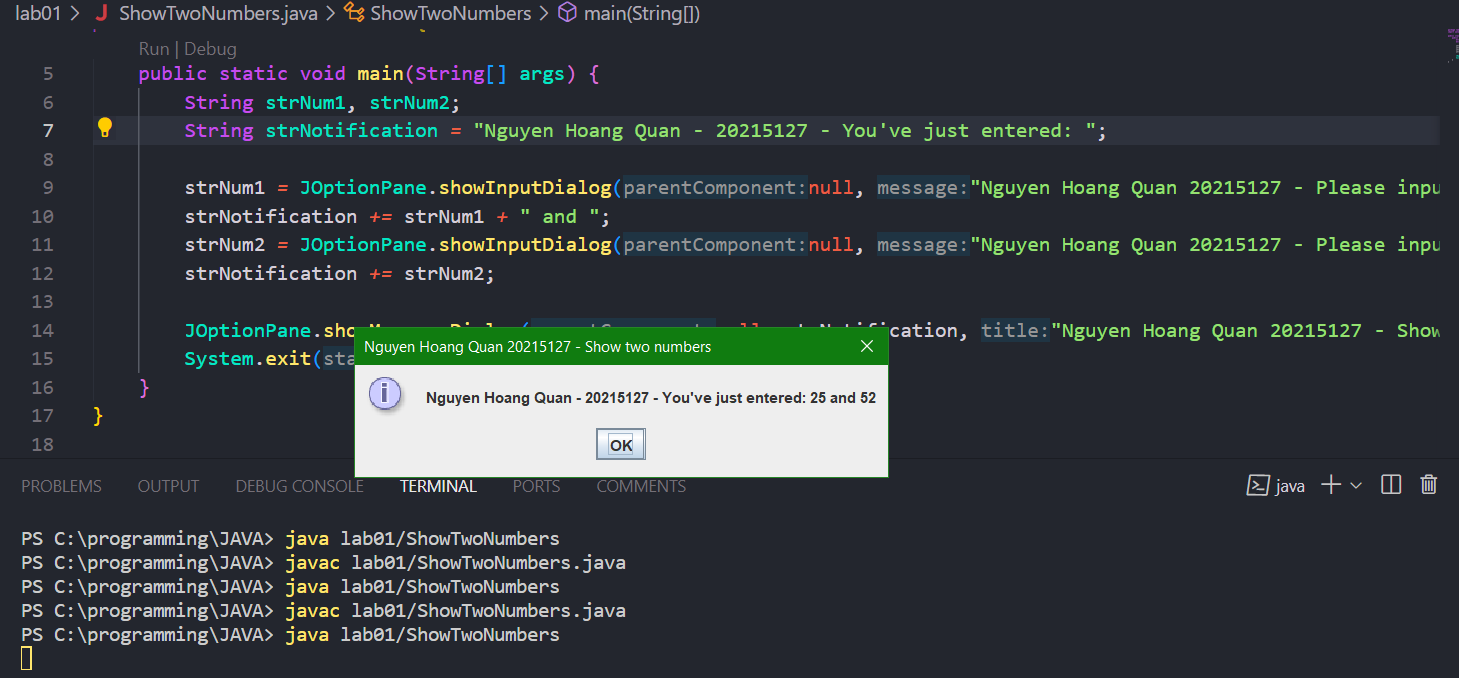 lab01 > J ShowTwoNumbers.java > ShowTwoNumbers > main(String[])
Run | Debug
5 public static void main(String[] args) {
6 String strNum1, strNum2;
7 String strNotification = "Nguyen Hoang Quan - 20215127 - You've just entered: ";
8
9 strNum1 = JOptionPane.showInputDialog(parentComponent:null, message:"Nguyen Hoang Quan 20215127 - Please inpu
10 strNotification += strNum1 + " and ";
11 strNum2 = JOptionPane.showInputDialog(parentComponent:null, message:"Nguyen Hoang Quan 20215127 - Please inpu
12 strNotification += strNum2;
13
14 JOptionPane. title:"Nguyen Hoang Quan 20215127 - Show
15 System.exit(sta
16 }
17 }
18
Nguyen Hoang Quan 20215127 - Show two numbers
Nguyen Hoang Quan - 20215127 - You've just entered: 25 and 52
OK
PROBLEMS OUTPUT DEBUG CONSOLE TERMINAL PORTS COMMENTS java
PS C:\programming\JAVA> java lab01/ShowTwoNumbers
PS C:\programming\JAVA> javac lab01/ShowTwoNumbers.java
PS C:\programming\JAVA> java lab01/ShowTwoNumbers
PS C:\programming\JAVA> javac lab01/ShowTwoNumbers.java
PS C:\programming\JAVA> java lab01/ShowTwoNumbers